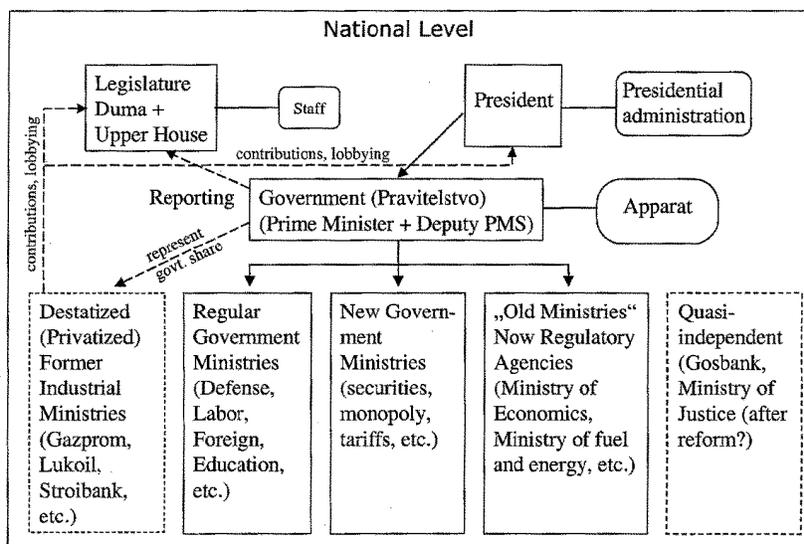 National Level
Legislature
Duma +
Upper House
Staff
President
Presidential
administration
contributions, lobbying
contributions, lobbying
Reporting
Government (Pravitelstvo)
(Prime Minister + Deputy PMS)
Apparat
represent
govt. share
Destatized
(Privatized)
Former
Industrial
Ministries
(Gazprom,
Lukoil,
Stroibank,
etc.)
Regular
Government
Ministries
(Defense,
Labor,
Foreign,
Education,
etc.)
New Govern-
ment
Ministries
(securities,
monopoly,
tariffs, etc.)
„Old Ministries“
Now Regulatory
Agencies
(Ministry of
Economics,
Ministry of fuel
and energy, etc.)
Quasi-
independent
(Gosbank,
Ministry of
Justice (after
reform?)